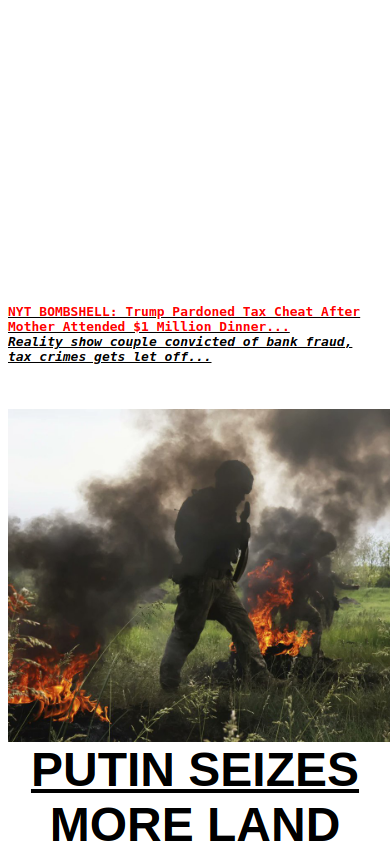 NYT BOMBSHELL: Trump Pardoned Tax Cheat After
Mother Attended $1 Million Dinner...
Reality show couple convicted of bank fraud,
tax crimes gets let off...
PUTIN SEIZES
MORE LAND